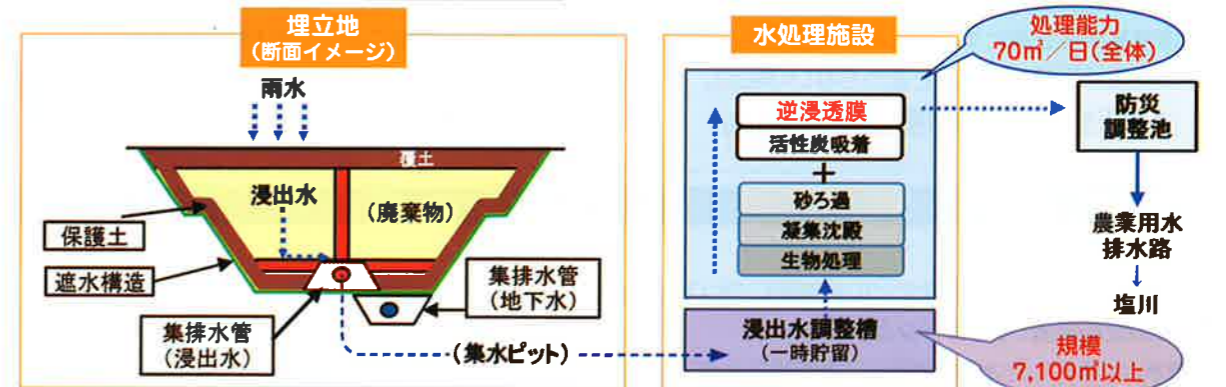 埋立地
(断面イメージ)
雨水
覆土
浸出水
(廃棄物)
保護土
遮水構造
集排水管
(浸出水)
集排水管
(地下水)
(集水ピット)
水処理施設
処理能力
70㎥/日(全体)
逆浸透膜
活性炭吸着
+
砂ろ過
凝集沈殿
生物処理
浸出水調整槽
(一時貯留)
規模
7,100㎥以上
防災
調整池
農業用水
排水路
塩川